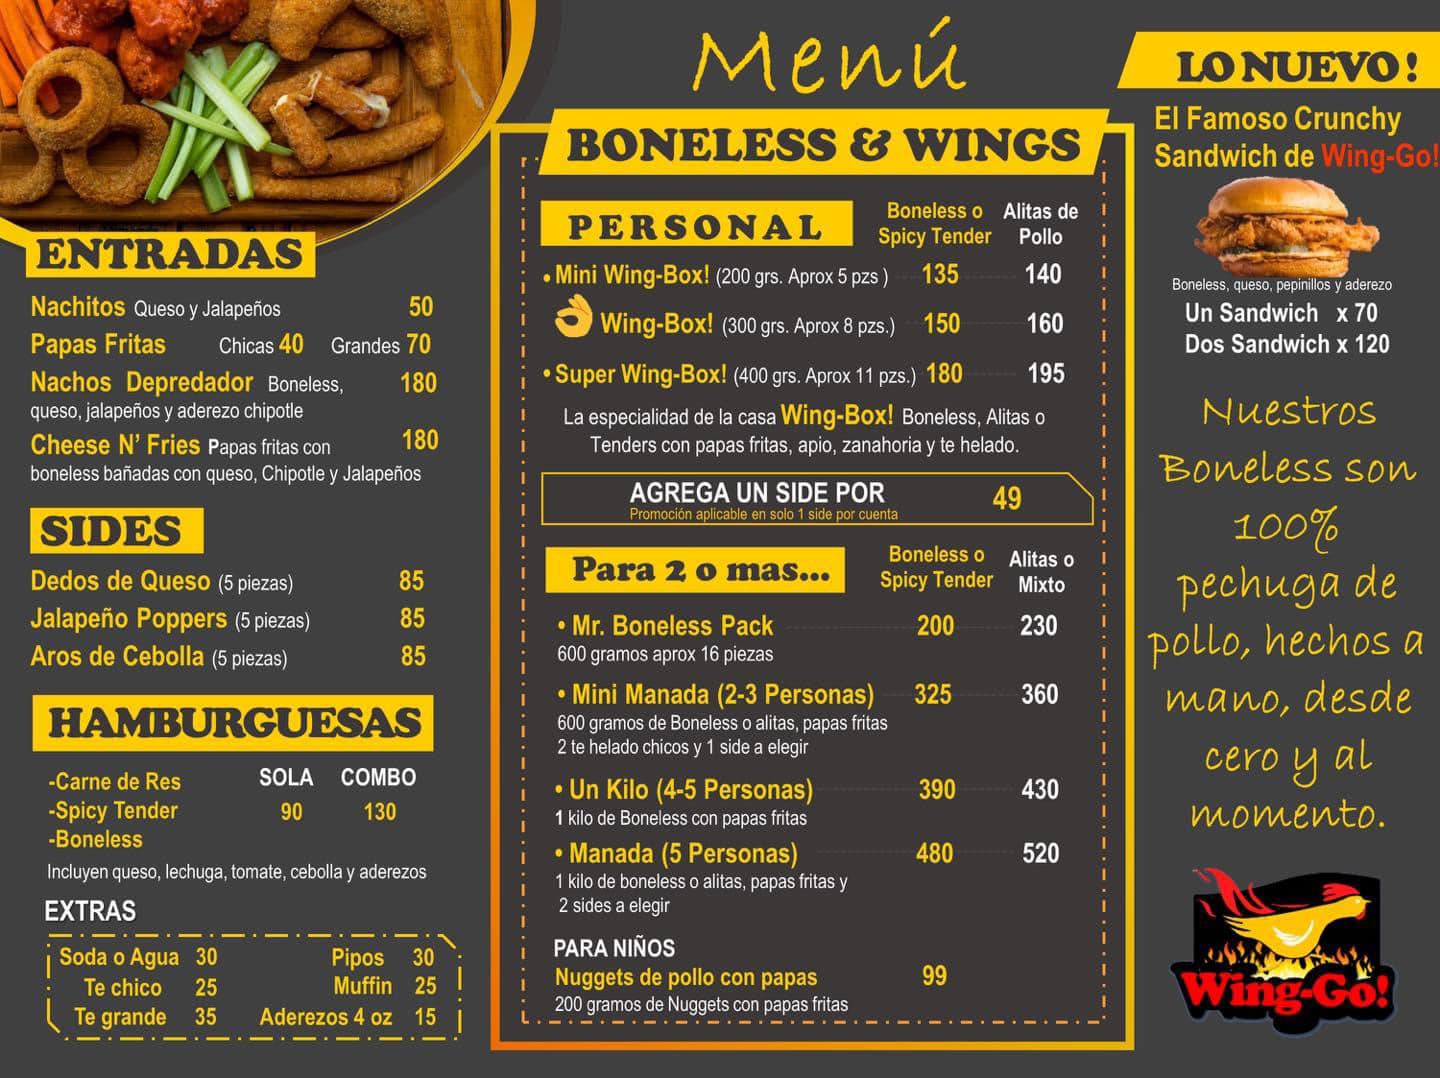 Menú
ENTRADAS
Nachitos Queso y Jalapeños 50
Papas Fritas Chicas 40 Grandes 70
Nachos Depredador Boneless, 180
queso, jalapeños y aderezo chipotle
Cheese N' Fries Papas fritas con 180
boneless bañadas con queso, Chipotle y Jalapeños
SIDES
Dedos de Queso (5 piezas) 85
Jalapeño Poppers (5 piezas) 85
Aros de Cebolla (5 piezas) 85
HAMBURGUESAS
SOLA COMBO
-Carne de Res
-Spicy Tender 90 130
-Boneless
Incluyen queso, lechuga, tomate, cebolla y aderezos
EXTRAS
Soda o Agua 30 Pipos 30
Te chico 25 Muffin 25
Te grande 35 Aderezos 4 oz 15
BONELESS & WINGS
PERSONAL
Boneless o
Spicy Tender
Alitas de
Pollo
• Mini Wing-Box! (200 grs. Aprox 5 pzs ) 135 140
👌 Wing-Box! (300 grs. Aprox 8 pzs.) 150 160
• Super Wing-Box! (400 grs. Aprox 11 pzs.) 180 195
La especialidad de la casa Wing-Box! Boneless, Alitas o
Tenders con papas fritas, apio, zanahoria y te helado.
AGREGA UN SIDE POR 49
Promoción aplicable en solo 1 side por cuenta
Para 2 o mas...
Boneless o
Spicy Tender
Alitas o
Mixto
• Mr. Boneless Pack 200 230
600 gramos aprox 16 piezas
• Mini Manada (2-3 Personas) 325 360
600 gramos de Boneless o alitas, papas fritas
2 te helado chicos y 1 side a elegir
• Un Kilo (4-5 Personas) 390 430
1 kilo de Boneless con papas fritas
• Manada (5 Personas) 480 520
1 kilo de boneless o alitas, papas fritas y
2 sides a elegir
PARA NIÑOS
Nuggets de pollo con papas 99
200 gramos de Nuggets con papas fritas
LO NUEVO!
El Famoso Crunchy
Sandwich de Wing-Go!
Boneless, queso, pepinillos y aderezo
Un Sandwich x 70
Dos Sandwich x 120
Nuestros
Boneless son
100%
pechuga de
pollo, hechos a
mano, desde
cero y al
momento.
Wing-Go!